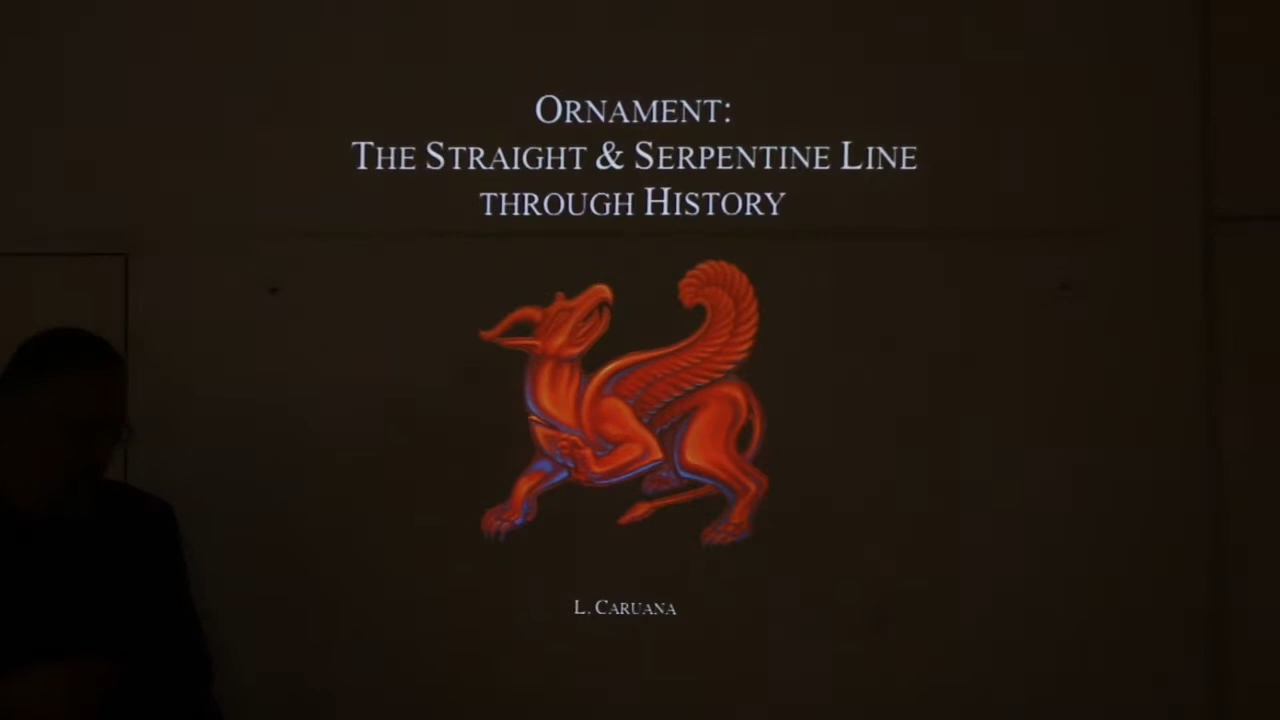 ORNAMENT:
THE STRAIGHT & SERPENTINE LINE
THROUGH HISTORY
L. CARUANA